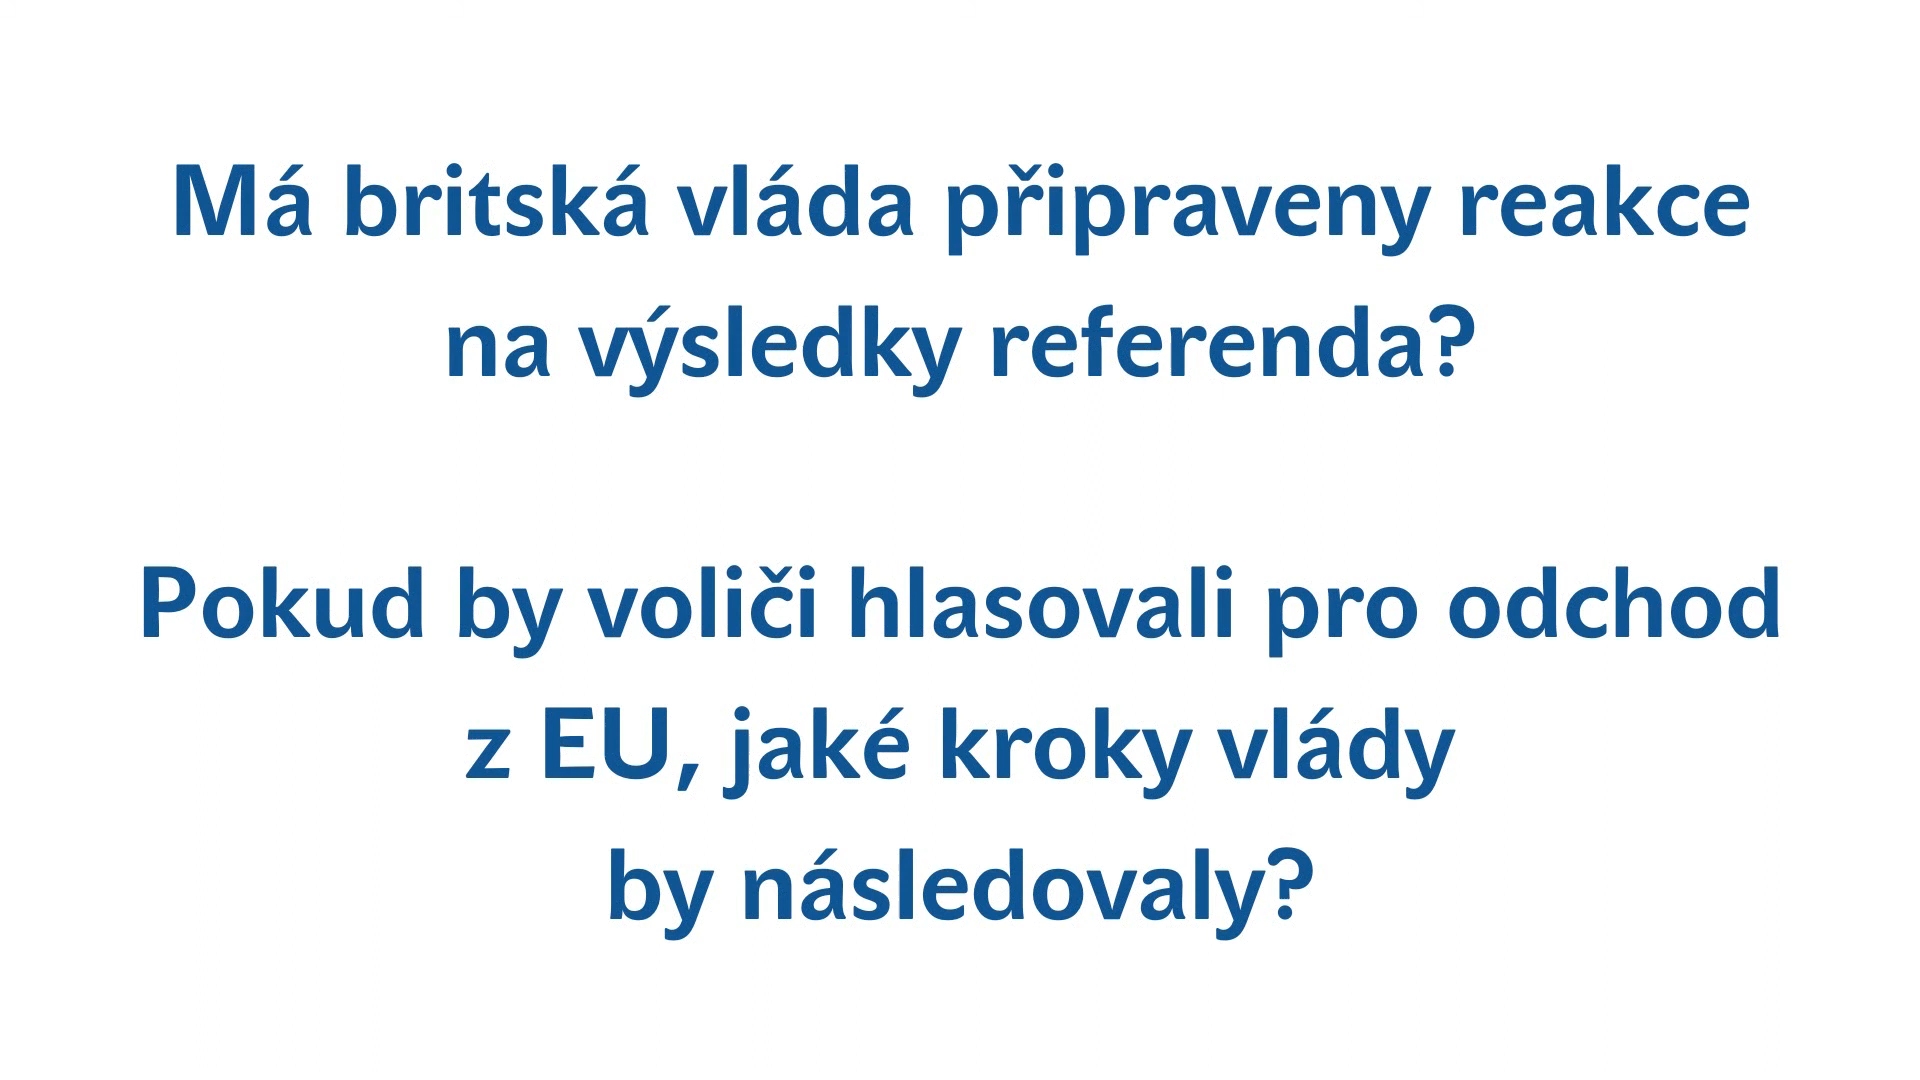 Má britská vláda připraveny reakce
na výsledky referenda?
Pokud by voliči hlasovali pro odchod
z EU, jaké kroky vlády
by následovaly?